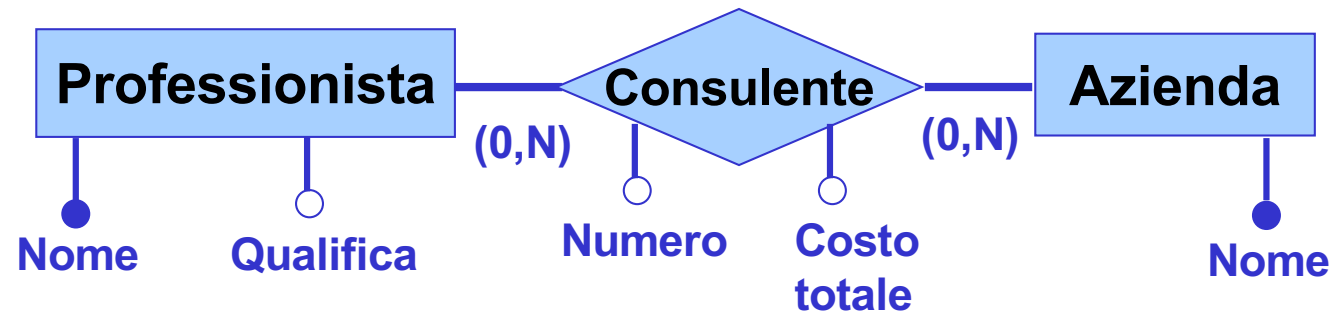 Professionista
Consulente
Azienda
(0,N)
(0,N)
Nome
Qualifica
Numero
Costo
totale
Nome